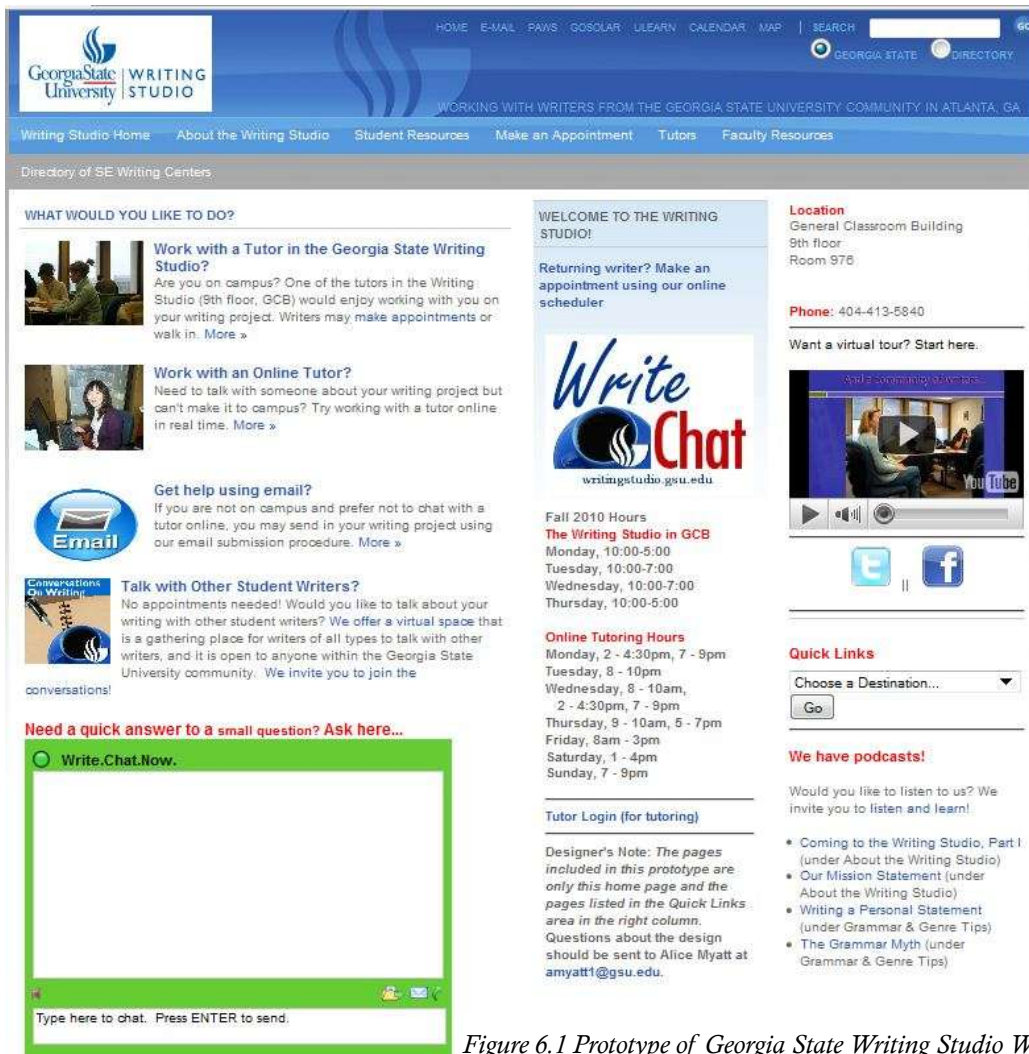 HOME E-MAIL PAWS GOSOLAR ULEARN CALENDAR MAP | SEARCH GO
GEORGIA STATE DIRECTORY
GeorgiaState University | WRITING STUDIO
WORKING WITH WRITERS FROM THE GEORGIA STATE UNIVERSITY COMMUNITY IN ATLANTA, GA
Writing Studio Home About the Writing Studio Student Resources Make an Appointment Tutors Faculty Resources
Directory of SE Writing Centers
WHAT WOULD YOU LIKE TO DO?
Work with a Tutor in the Georgia State Writing
Studio?
Are you on campus? One of the tutors in the Writing
Studio (9th floor, GCB) would enjoy working with you on
your writing project. Writers may make appointments or
walk in. More »
Work with an Online Tutor?
Need to talk with someone about your writing project but
can't make it to campus? Try working with a tutor online
in real time. More »
Email
Get help using email?
If you are not on campus and prefer not to chat with a
tutor online, you may send in your writing project using
our email submission procedure. More »
Conversations
On Writing...
Talk with Other Student Writers?
No appointments needed! Would you like to talk about your
writing with other student writers? We offer a virtual space that
is a gathering place for writers of all types to talk with other
writers, and it is open to anyone within the Georgia State
University community. We invite you to join the
conversations!
Need a quick answer to a small question? Ask here...
Write.Chat.Now.
Type here to chat. Press ENTER to send.
WELCOME TO THE WRITING
STUDIO!
Returning writer? Make an
appointment using our online
scheduler
Write
Chat
writingstudio.gsu.edu
Fall 2010 Hours
The Writing Studio in GCB
Monday, 10:00-5:00
Tuesday, 10:00-7:00
Wednesday, 10:00-7:00
Thursday, 10:00-5:00
Online Tutoring Hours
Monday, 2 - 4:30pm, 7 - 9pm
Tuesday, 8 - 10pm
Wednesday, 8 - 10am,
2 - 4:30pm, 7 - 9pm
Thursday, 9 - 10am, 5 - 7pm
Friday, 8am - 3pm
Saturday, 1 - 4pm
Sunday, 7 - 9pm
Tutor Login (for tutoring)
Designer's Note: The pages
included in this prototype are
only this home page and the
pages listed in the Quick Links
area in the right column.
Questions about the design
should be sent to Alice Myatt at
amyatt1@gsu.edu.
Location
General Classroom Building
9th floor
Room 976
Phone: 404-413-5840
Want a virtual tour? Start here.
And a community of writers...
YouTube
||
Quick Links
Choose a Destination...
Go
We have podcasts!
Would you like to listen to us? We
invite you to listen and learn!
• Coming to the Writing Studio, Part I
(under About the Writing Studio)
• Our Mission Statement (under
About the Writing Studio)
• Writing a Personal Statement
(under Grammar & Genre Tips)
• The Grammar Myth (under
Grammar & Genre Tips)
Figure 6.1 Prototype of Georgia State Writing Studio W